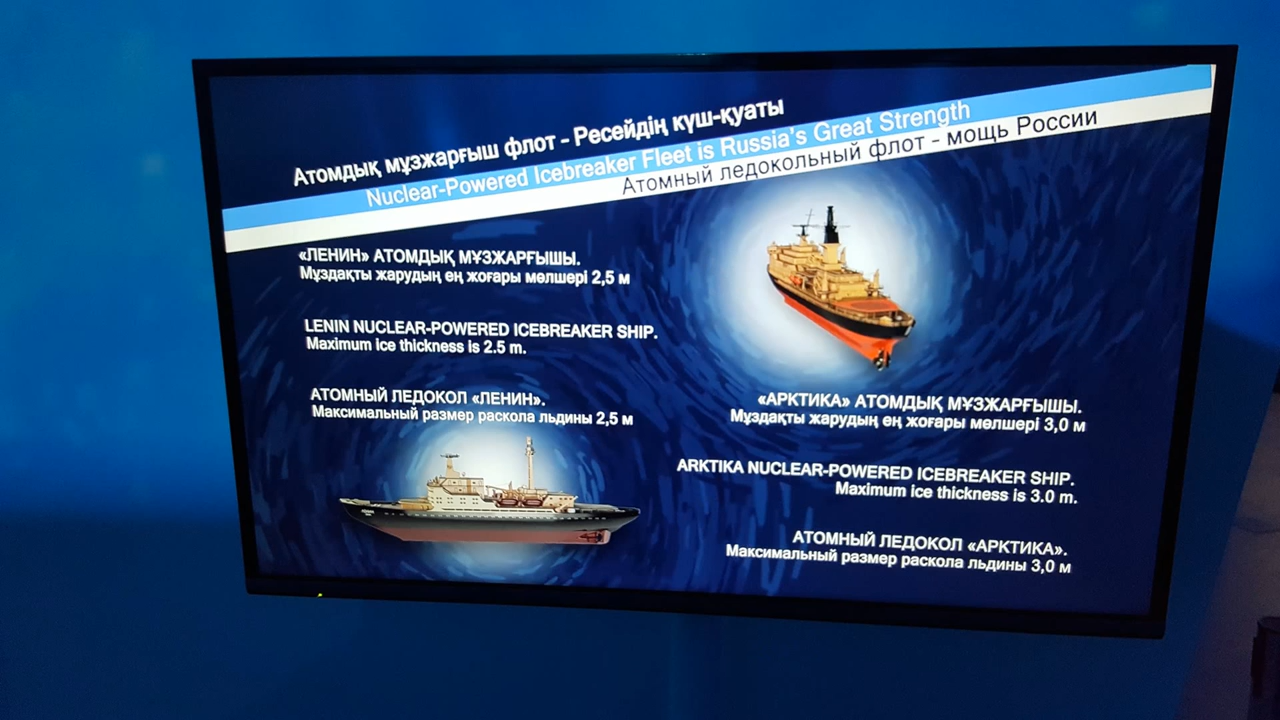 Атомдық мұзжарғыш флот – Ресейдің күш-қуаты
Nuclear-Powered Icebreaker Fleet is Russia's Great Strength
Атомный ледокольный флот – мощь России
«ЛЕНИН» АТОМДЫҚ МҰЗЖАРҒЫШЫ.
Мұздақты жарудың ең жоғары мөлшері 2,5 м
LENIN NUCLEAR-POWERED ICEBREAKER SHIP.
Maximum ice thickness is 2.5 m.
АТОМНЫЙ ЛЕДОКОЛ «ЛЕНИН».
Максимальный размер раскола льдины 2,5 м
«АРКТИКА» АТОМДЫҚ МҰЗЖАРҒЫШЫ.
Мұздақты жарудың ең жоғары мөлшері 3,0 м
ARKTIKA NUCLEAR-POWERED ICEBREAKER SHIP.
Maximum ice thickness is 3.0 m.
АТОМНЫЙ ЛЕДОКОЛ «АРКТИКА».
Максимальный размер раскола льдины 3,0 м